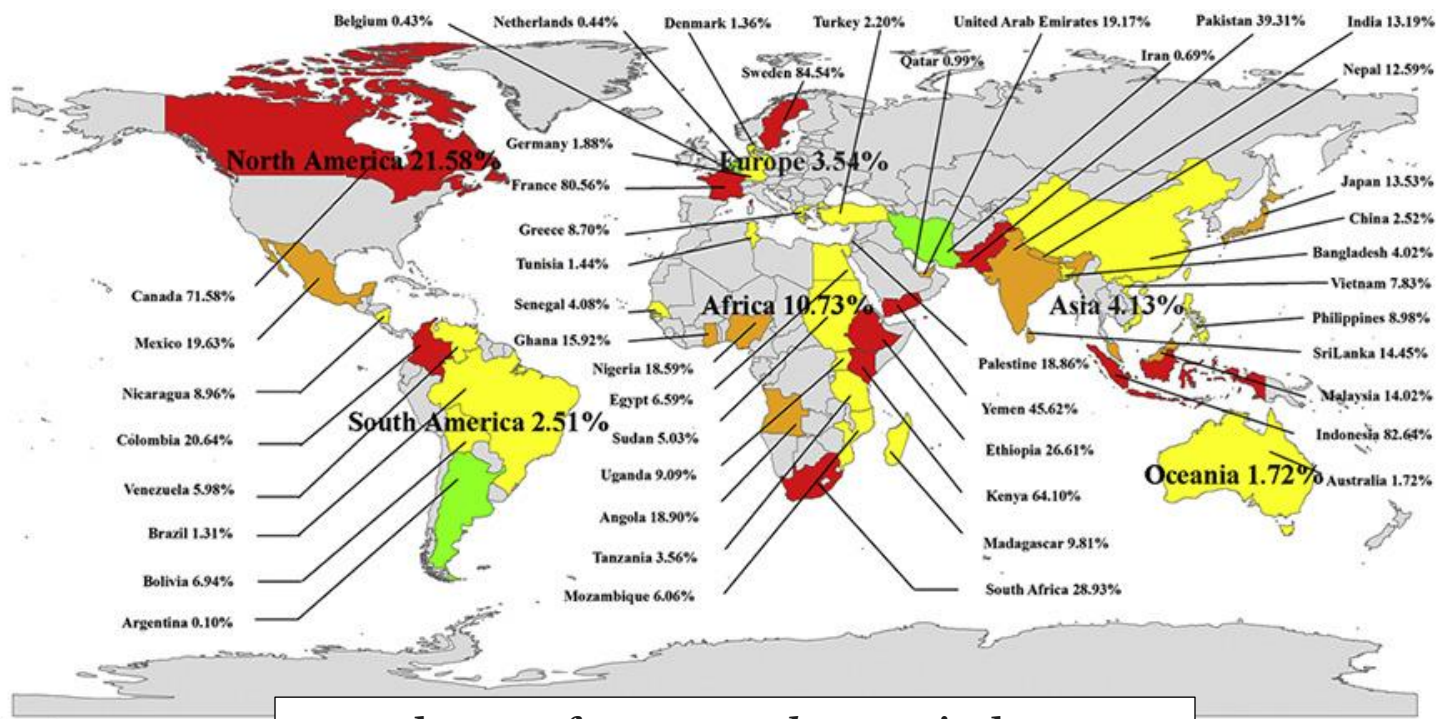 Belgium 0.43%
Netherlands 0.44%
Denmark 1.36%
Turkey 2.20%
United Arab Emirates 19.17%
Pakistan 39.31%
India 13.19%
Sweden 84.54%
Qatar 0.99%
Iran 0.69%
Nepal 12.59%
Germany 1.88%
North America 21.58%
Europe 3.54%
France 80.56%
Japan 13.53%
China 2.52%
Greece 8.70%
Bangladesh 4.02%
Tunisia 1.44%
Vietnam 7.83%
Canada 71.58%
Senegal 4.08%
Africa 10.73%
Asia 4.13%
Philippines 8.98%
Mexico 19.63%
Ghana 15.92%
SriLanka 14.45%
Nigeria 18.59%
Palestine 18.86%
Nicaragua 8.96%
Egypt 6.59%
Yemen 45.62%
Malaysia 14.02%
South America 2.51%
Colombia 20.64%
Sudan 5.03%
Indonesia 82.64%
Ethiopia 26.61%
Uganda 9.09%
Oceania 1.72%
Australia 1.72%
Venezuela 5.98%
Kenya 64.10%
Angola 18.90%
Brazil 1.31%
Madagascar 9.81%
Tanzania 3.56%
Bolivia 6.94%
South Africa 28.93%
Mozambique 6.06%
Argentina 0.10%